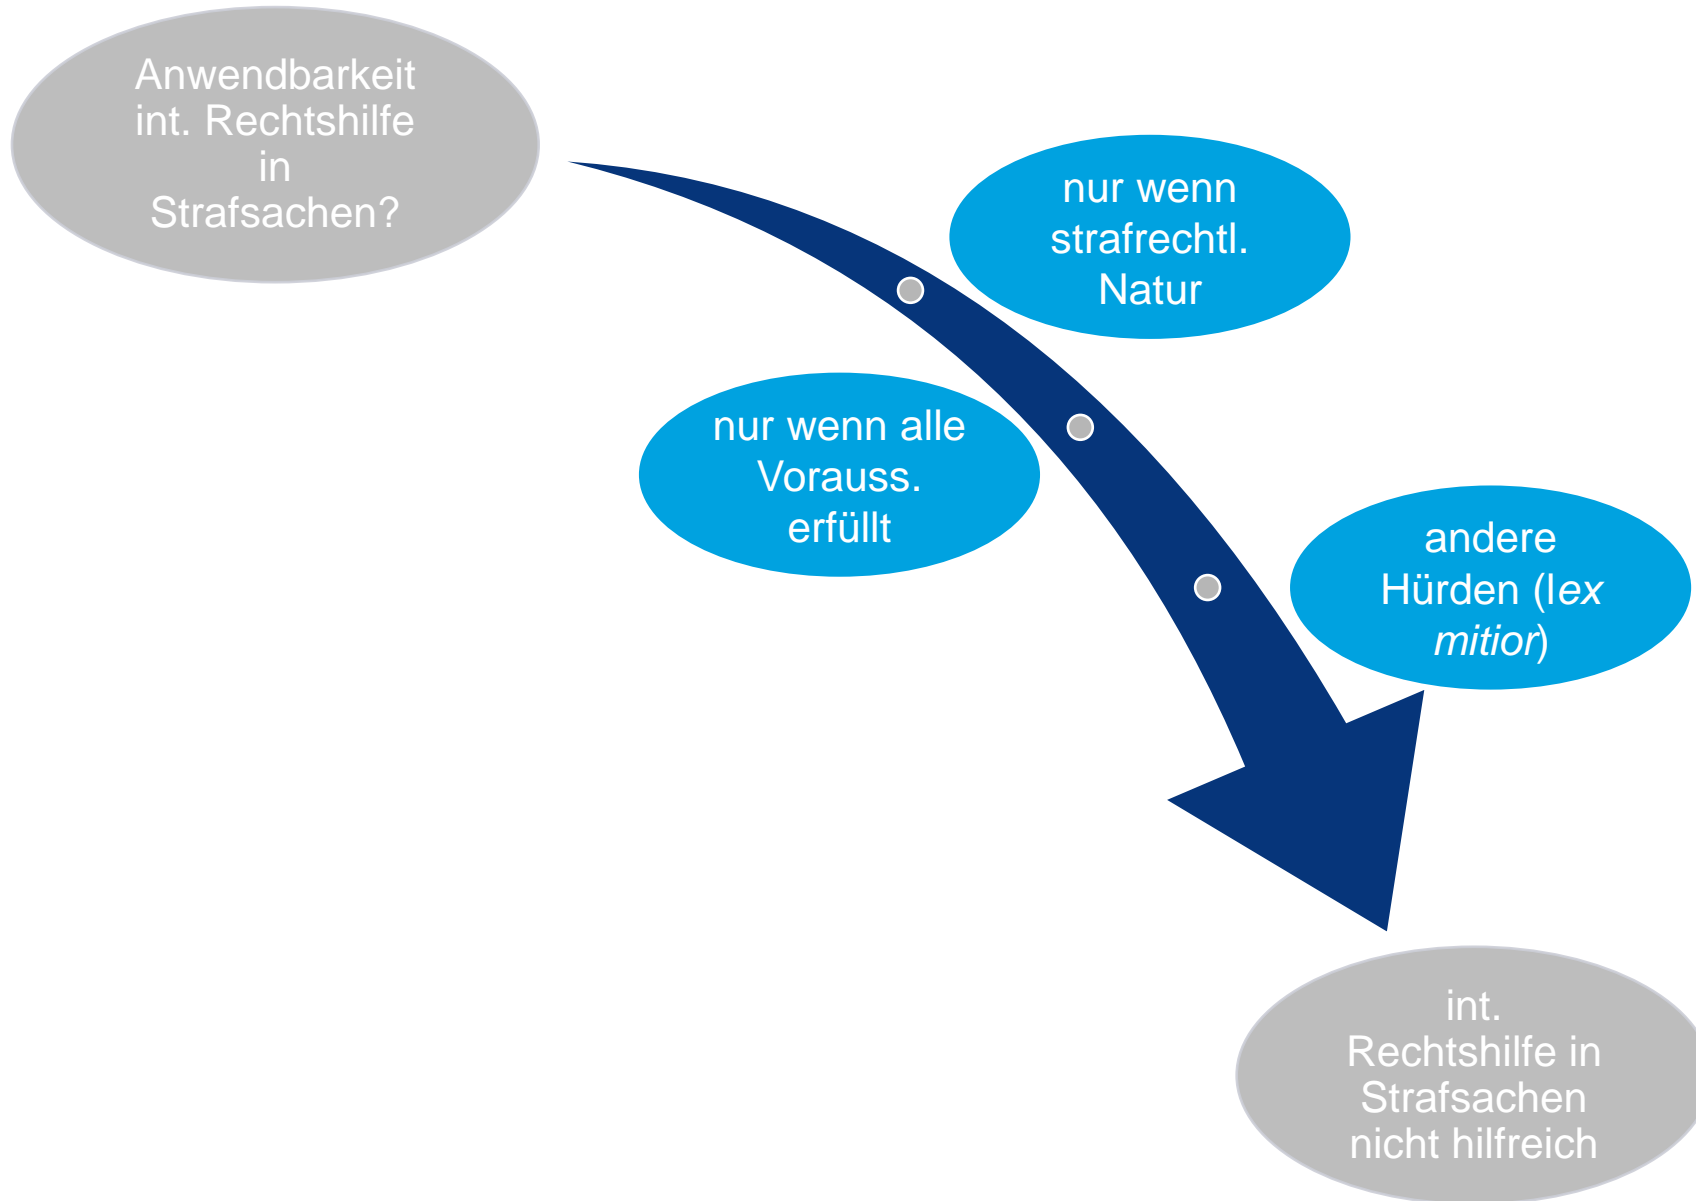 Anwendbarkeit
int. Rechtshilfe
in
Strafsachen?
nur wenn
strafrechtl.
Natur
nur wenn alle
Vorauss.
erfüllt
andere
Hürden (lex
mitior)
int.
Rechtshilfe in
Strafsachen
nicht hilfreich